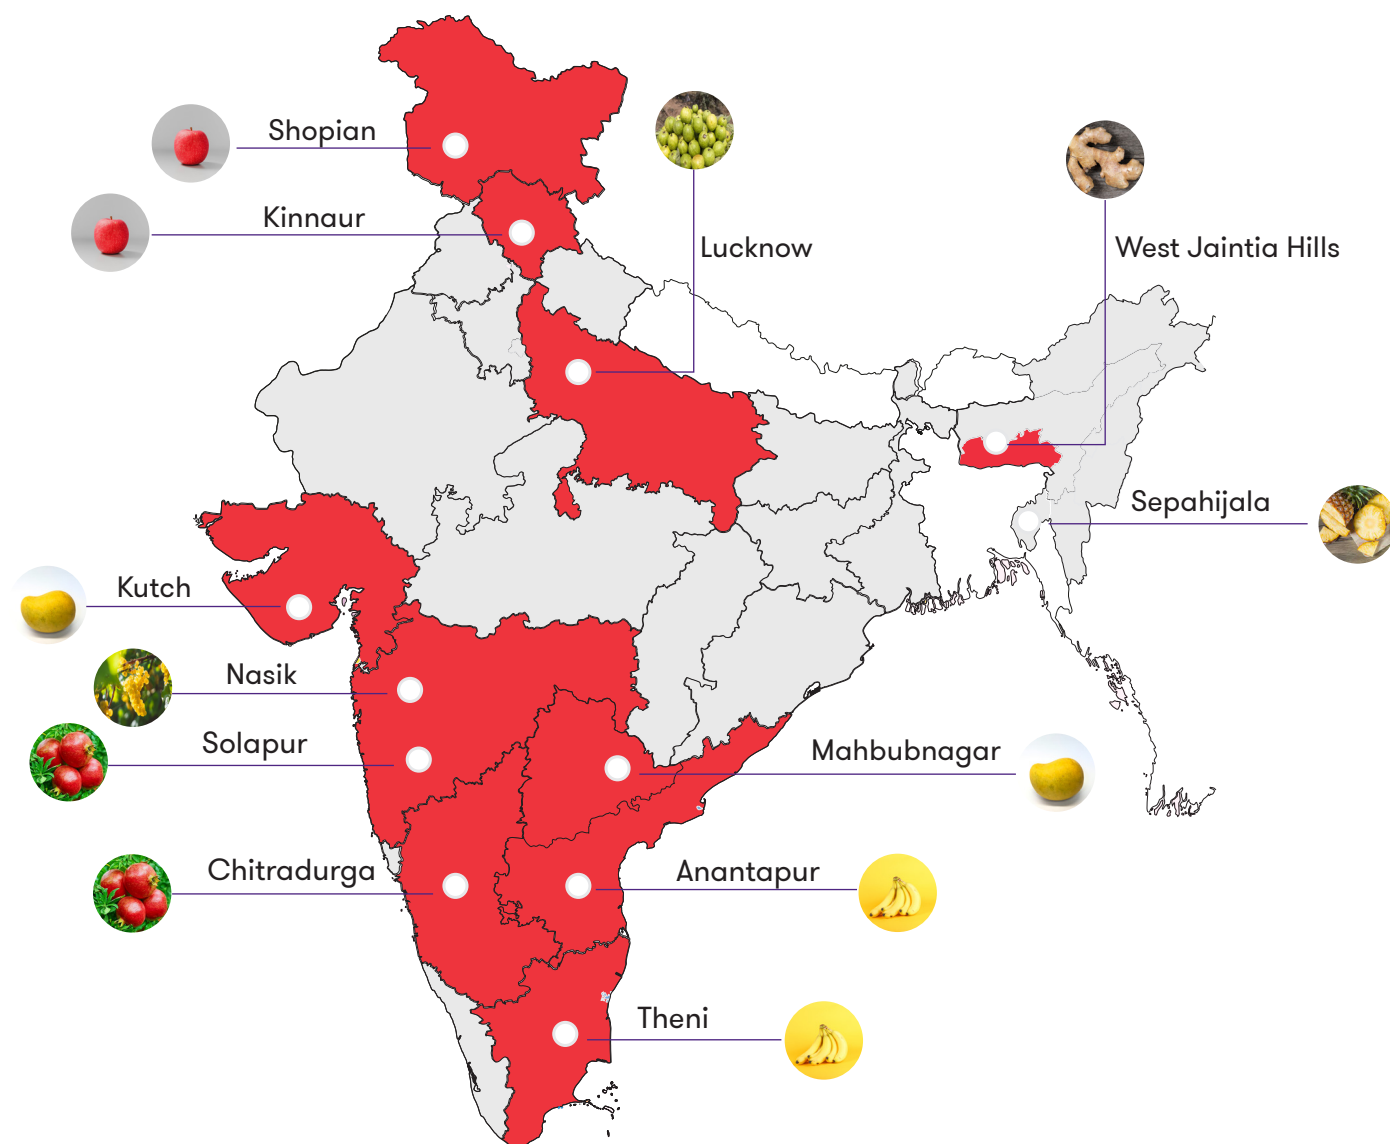 Shopian
Kinnaur
Lucknow
West Jaintia Hills
Sepahijala
Kutch
Nasik
Solapur
Mahbubnagar
Chitradurga
Anantapur
Theni